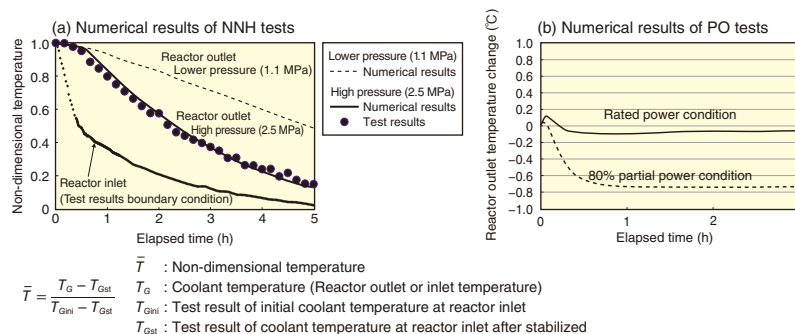 (a) Numerical results of NNH tests
Non-dimensional temperature
1.0
0.8
0.6
0.4
0.2
0
0 1 2 3 4 5
Elapsed time (h)
Reactor outlet
Lower pressure (1.1 MPa)
Reactor outlet
High pressure (2.5 MPa)
Reactor inlet
(Test results boundary condition)
Lower pressure (1.1 MPa)
Numerical results
High pressure (2.5 MPa)
Numerical results
Test results
(b) Numerical results of PO tests
Reactor outlet temperature change (℃)
1.0
0.8
0.6
0.4
0.2
0
−0.2
−0.4
−0.6
−0.8
−1.0
0 1 2 3
Elapsed time (h)
Rated power condition
80% partial power condition
T̄ = (T_G − T_Gst) / (T_Gini − T_Gst)
T̄ : Non-dimensional temperature
T_G : Coolant temperature (Reactor outlet or inlet temperature)
T_Gini : Test result of initial coolant temperature at reactor inlet
T_Gst : Test result of coolant temperature at reactor inlet after stabilized